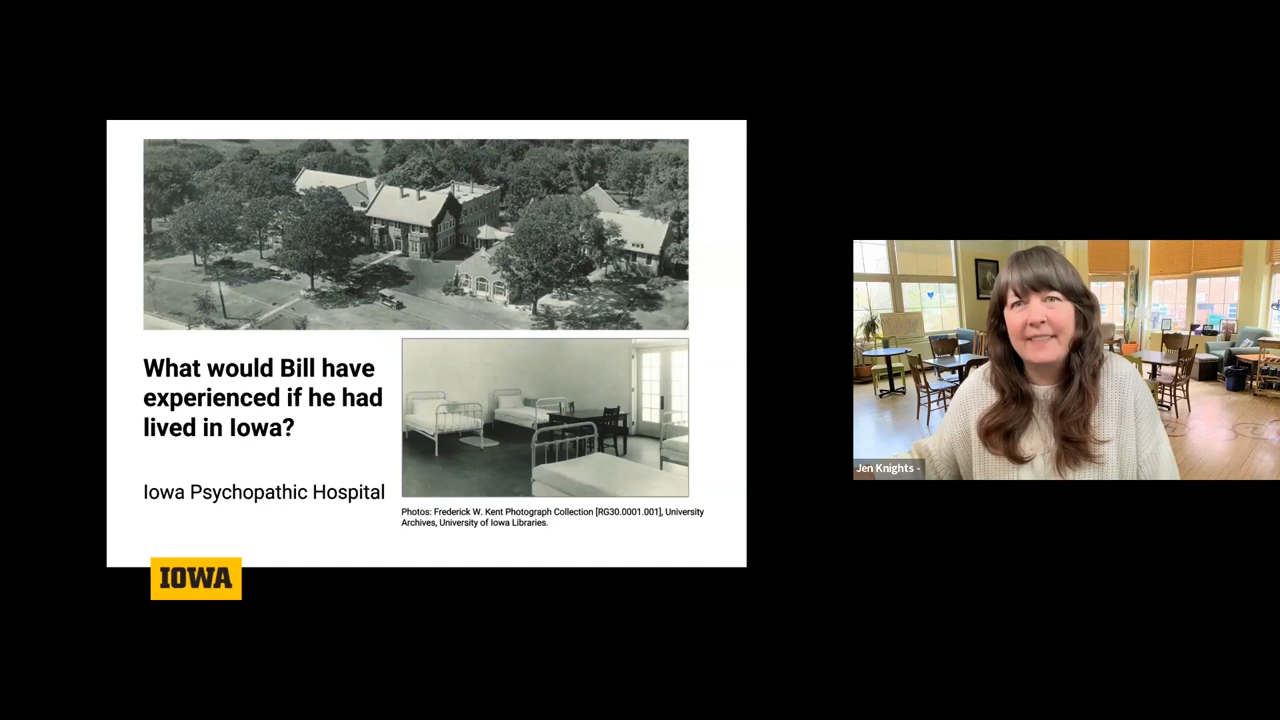 What would Bill have
experienced if he had
lived in Iowa?
Iowa Psychopathic Hospital
Photos: Frederick W. Kent Photograph Collection [RG30.0001.001], University
Archives, University of Iowa Libraries.
IOWA
Jen Knights -